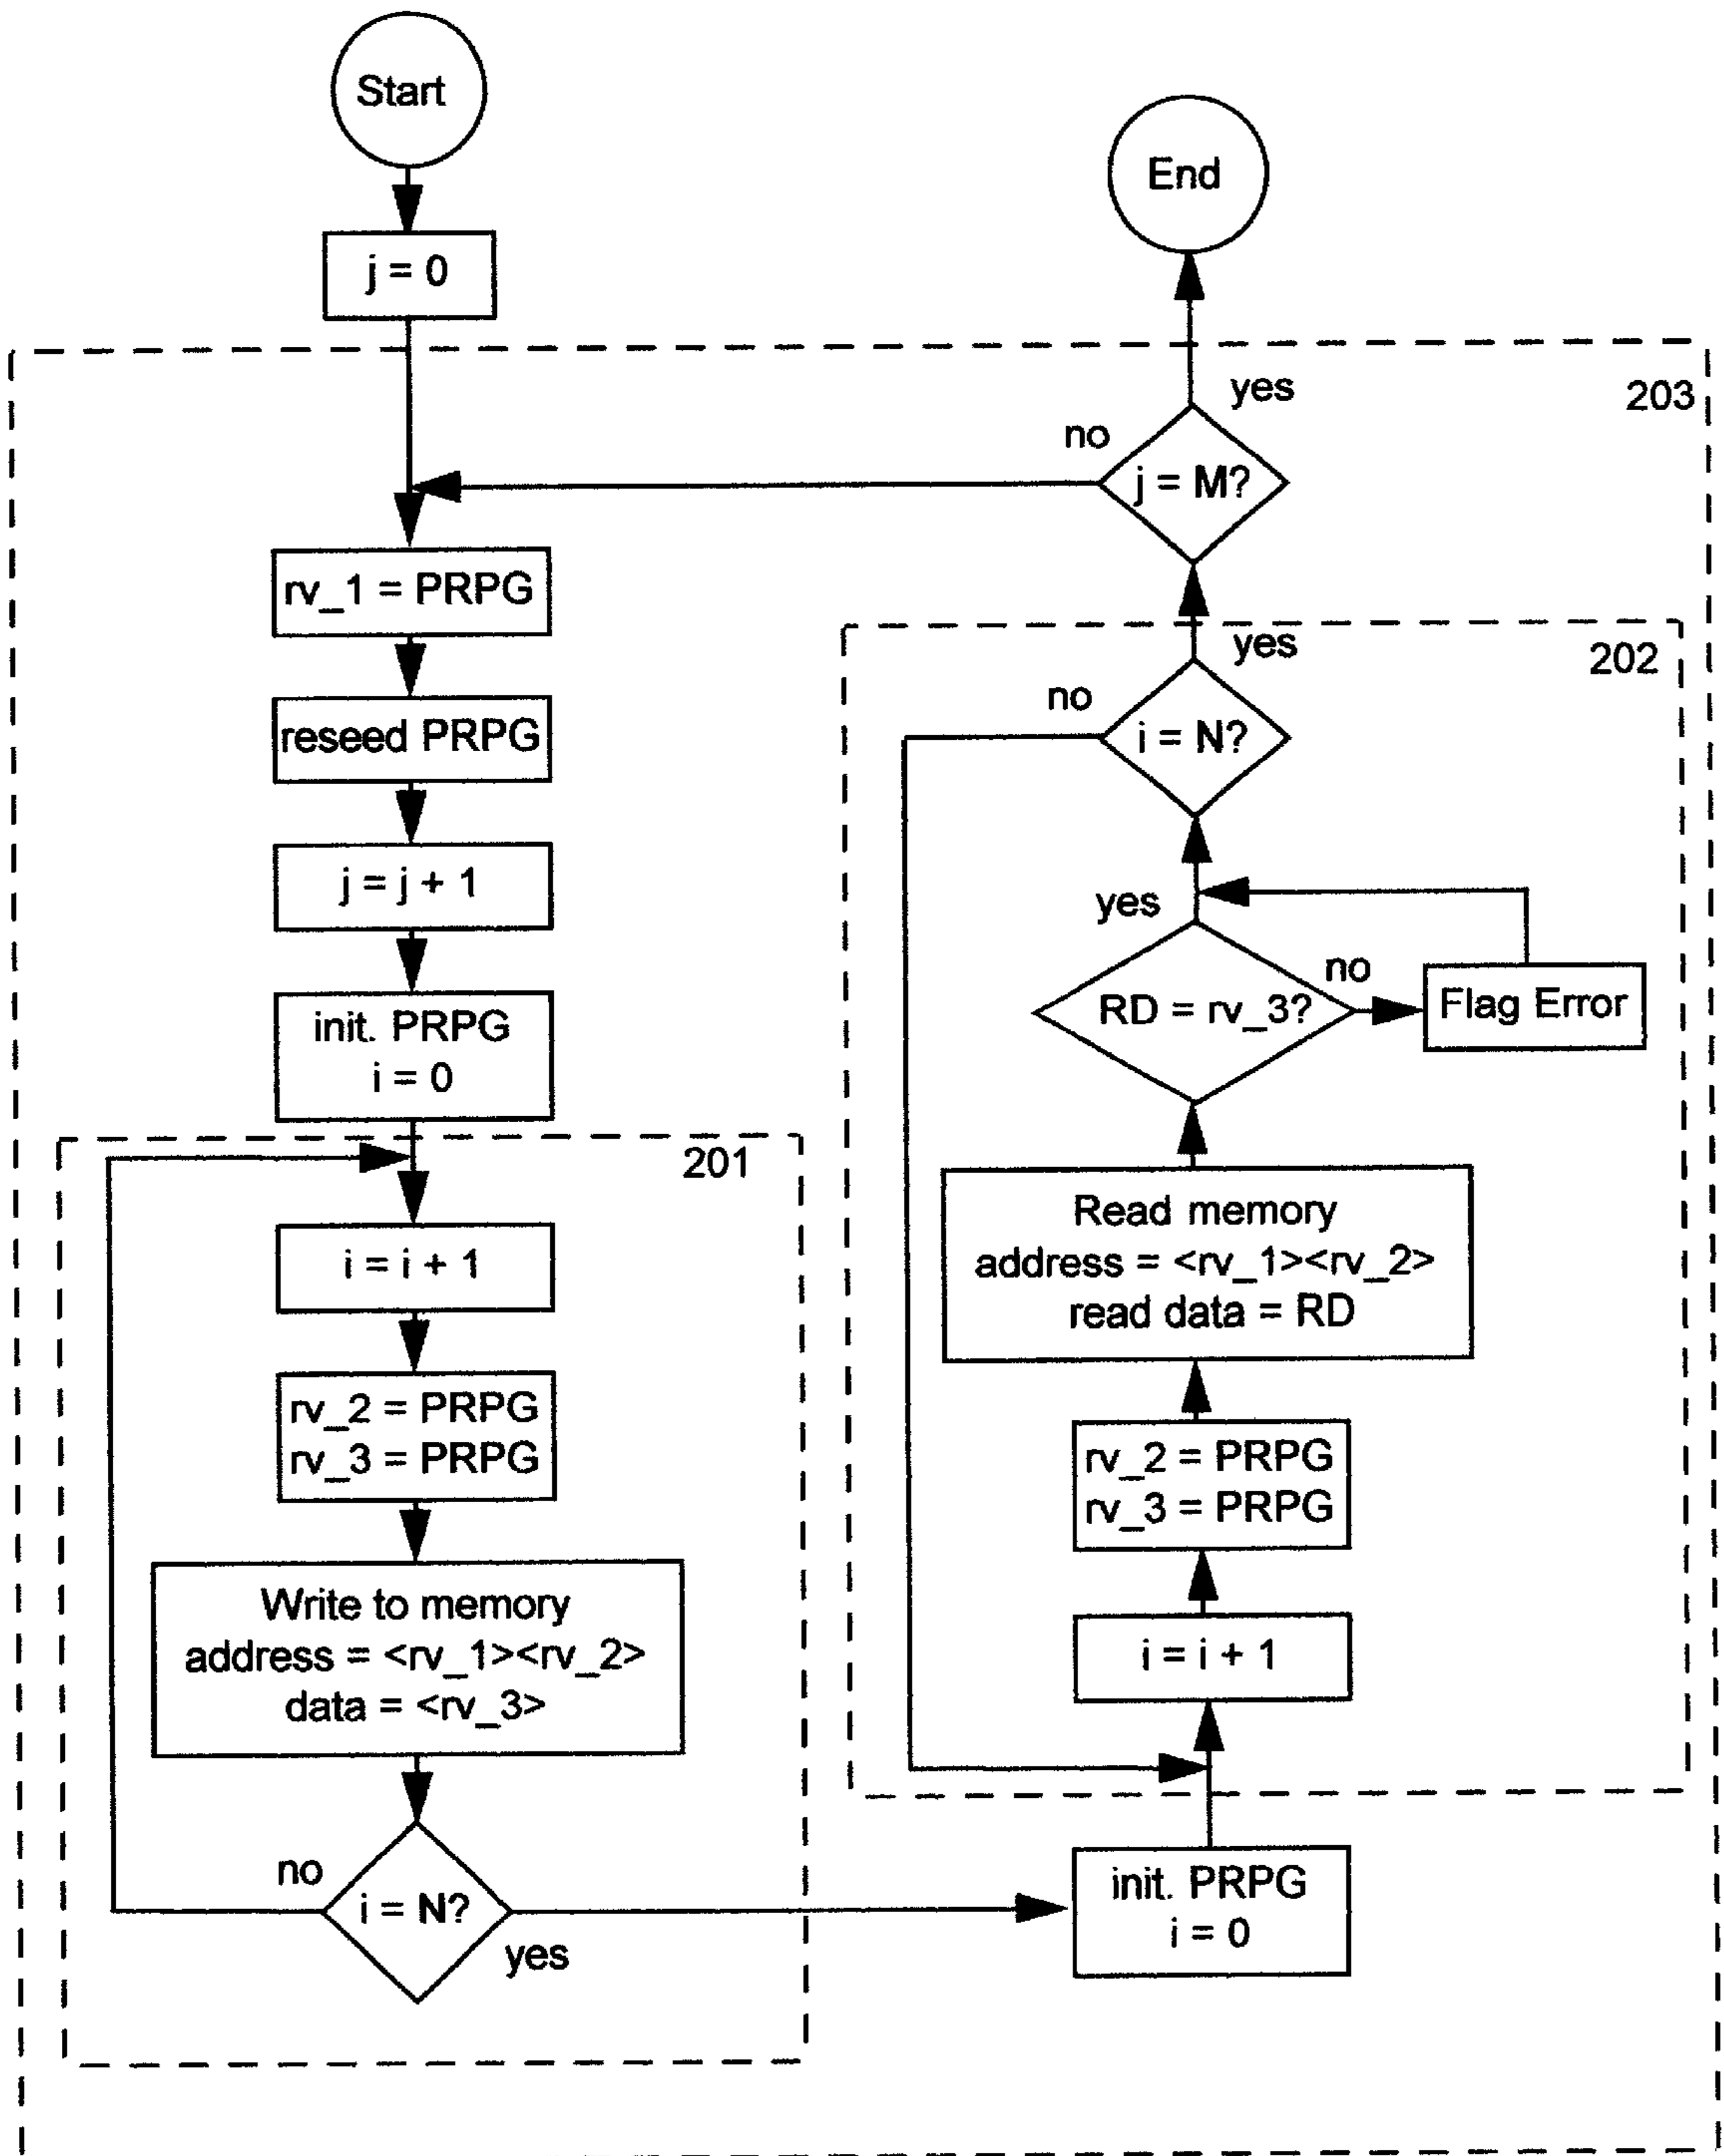 Start
j = 0
rv_1 = PRPG
reseed PRPG
j = j + 1
init. PRPG
i = 0
201
i = i + 1
rv_2 = PRPG
rv_3 = PRPG
Write to memory
address = <rv_1><rv_2>
data = <rv_3>
no
i = N?
yes
End
yes
203
no
j = M?
yes
202
no
i = N?
yes
no
RD = rv_3?
Flag Error
Read memory
address = <rv_1><rv_2>
read data = RD
rv_2 = PRPG
rv_3 = PRPG
i = i + 1
init. PRPG
i = 0